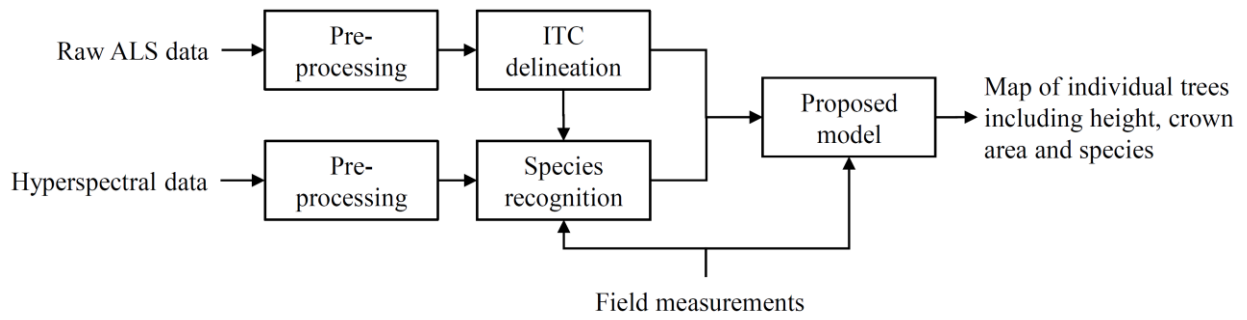 Raw ALS data
Pre-
processing
ITC
delineation
Hyperspectral data
Pre-
processing
Species
recognition
Proposed
model
Map of individual trees
including height, crown
area and species
Field measurements